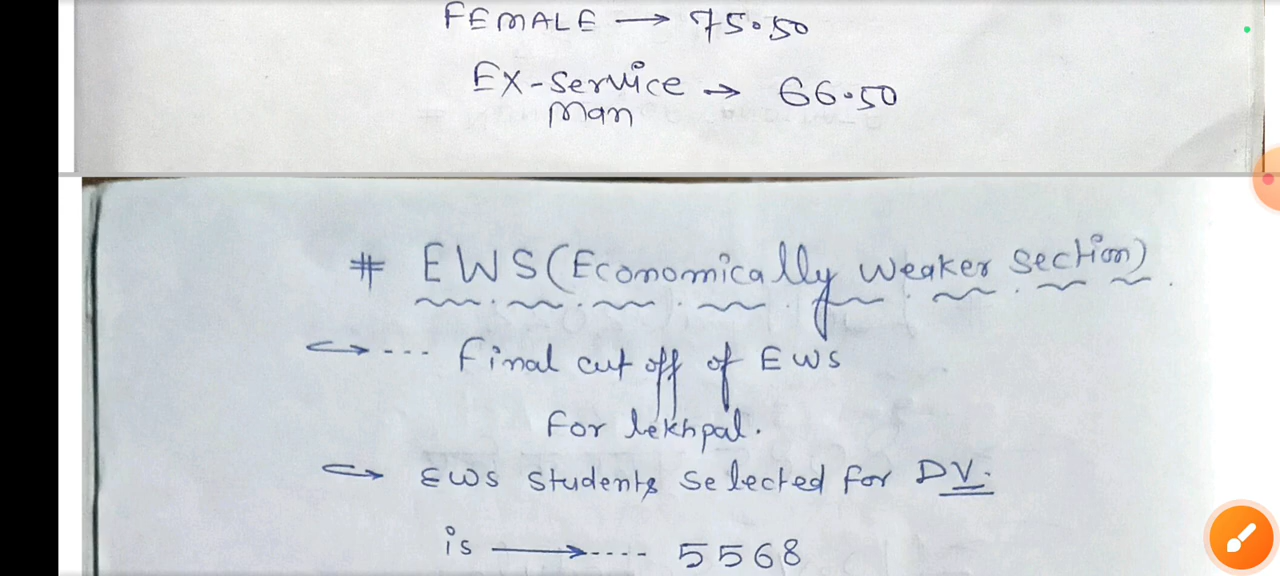 FEMALE → 75.50
Ex-Service → 66.50
man
# EWS (Economically weaker section)
↪--- final cut off of EWS
for lekhpal.
↪ EWS students selected for DV.
is →---- 5568